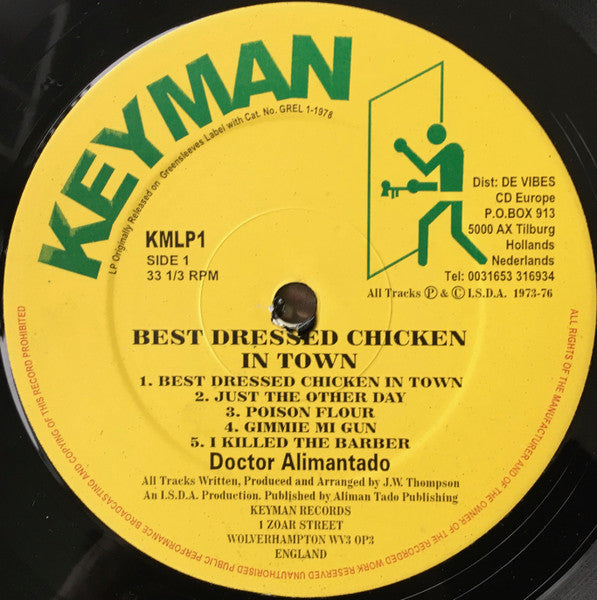 KEYMAN
LP Originally Released on Greensleeves Label with Cat. No. GREL 1-1978
KMLP1
SIDE 1
33 1/3 RPM
Dist: DE VIBES
CD Europe
P.O.BOX 913
5000 AX Tilburg
Hollands
Nederlands
Tel: 0031653 316934
All Tracks Ⓟ & © I.S.D.A. 1973-76
BEST DRESSED CHICKEN
IN TOWN
1. BEST DRESSED CHICKEN IN TOWN
2. JUST THE OTHER DAY
3. POISON FLOUR
4. GIMMIE MI GUN
5. I KILLED THE BARBER
Doctor Alimantado
All Tracks Written, Produced and Arranged by J.W. Thompson
An I.S.D.A. Production. Published by Aliman Tado Publishing
KEYMAN RECORDS
1 ZOAR STREET
WOLVERHAMPTON WV3 OP3
ENGLAND
ALL RIGHTS OF THE MANUFACTURER AND OF THE OWNER OF THE RECORDED WORK RESERVED UNAUTHORISED PUBLIC PERFORMANCE BROADCASTING AND COPYING OF THIS RECORD PROHIBITED